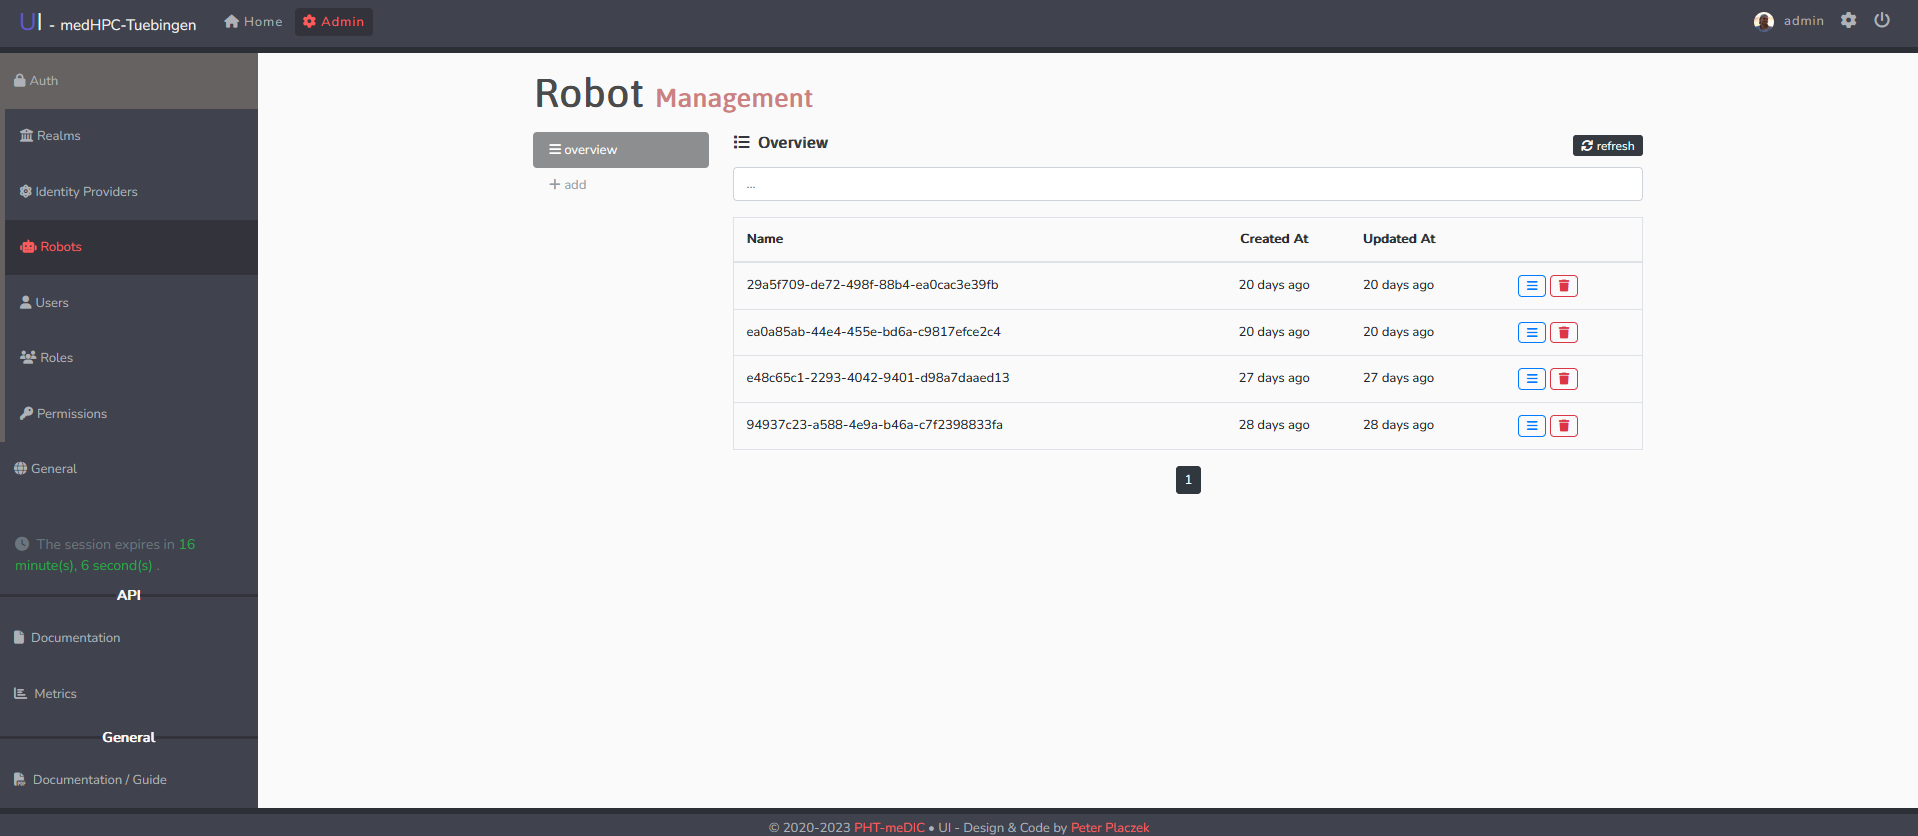 UI - medHPC-Tuebingen Home Admin admin
Auth
Realms
Identity Providers
Robots
Users
Roles
Permissions
General
The session expires in 16
minute(s), 6 second(s) .
API
Documentation
Metrics
General
Documentation / Guide
Robot Management
overview
add
Overview refresh
...
Name Created At Updated At
29a5f709-de72-498f-88b4-ea0cac3e39fb 20 days ago 20 days ago
ea0a85ab-44e4-455e-bd6a-c9817efce2c4 20 days ago 20 days ago
e48c65c1-2293-4042-9401-d98a7daaed13 27 days ago 27 days ago
94937c23-a588-4e9a-b46a-c7f2398833fa 28 days ago 28 days ago
1
© 2020-2023 PHT-meDIC • UI - Design & Code by Peter Placzek